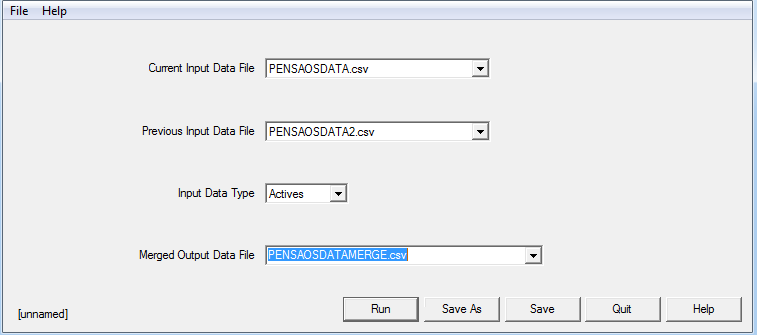 File Help
Current Input Data File PENSAOSDATA.csv
Previous Input Data File PENSAOSDATA2.csv
Input Data Type Actives
Merged Output Data File PENSAOSDATAMERGE.csv
[unnamed] Run Save As Save Quit Help